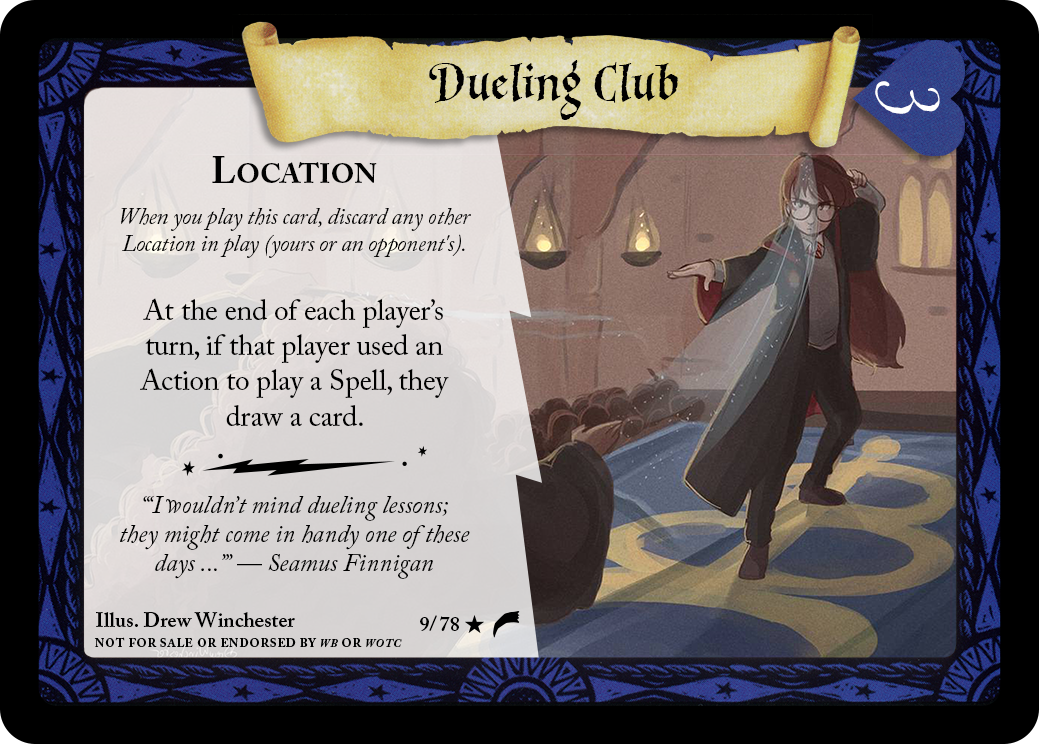 Dueling Club
3
LOCATION
When you play this card, discard any other
Location in play (yours or an opponent's).
At the end of each player’s
turn, if that player used an
Action to play a Spell, they
draw a card.
“‘I wouldn’t mind dueling lessons;
they might come in handy one of these
days ...’” — Seamus Finnigan
Illus. Drew Winchester
9/78 ★
NOT FOR SALE OR ENDORSED BY WB OR WOTC